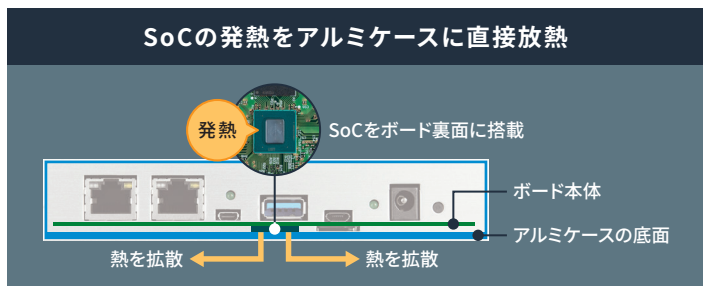 SoCの発熱をアルミケースに直接放熱
発熱
SoCをボード裏面に搭載
ボード本体
アルミケースの底面
熱を拡散
熱を拡散